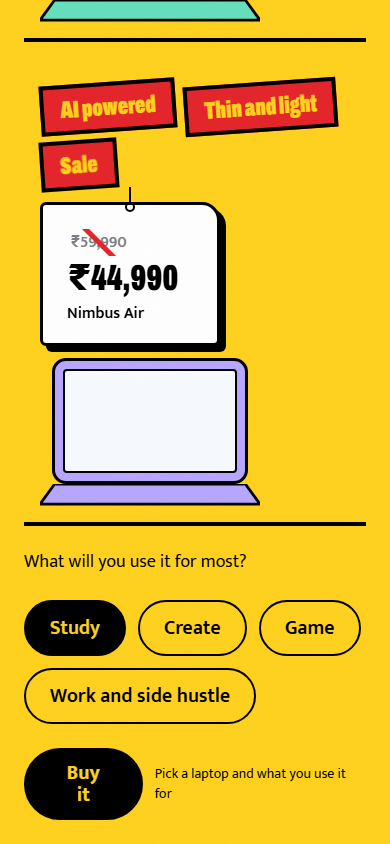 AI powered
Thin and light
Sale
₹59,990
₹44,990
Nimbus Air
What will you use it for most?
Study
Create
Game
Work and side hustle
Buy
it
Pick a laptop and what you use it
for